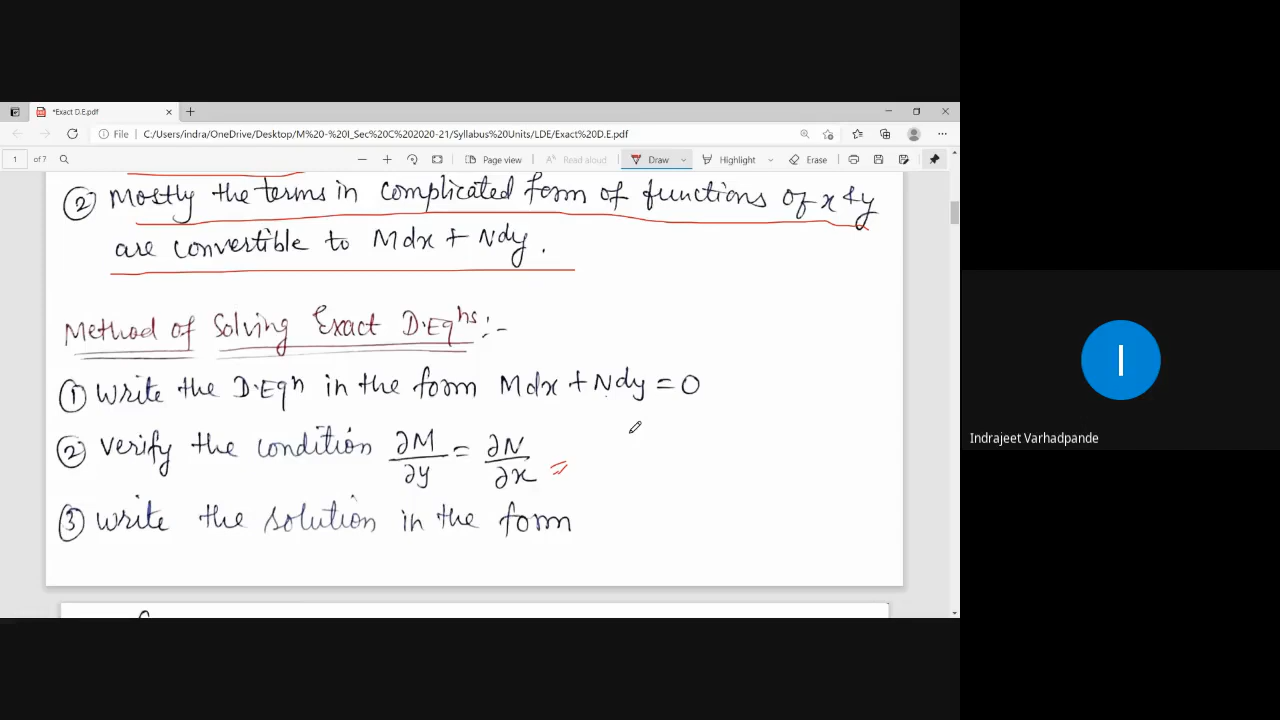 *Exact D.E.pdf
File C:/Users/indra/OneDrive/Desktop/M%20-%20I_Sec%20C%202020-21/Syllabus%20Units/LDE/Exact%20D.E.pdf
1 of 7 Page view Read aloud Draw Highlight Erase
② Mostly the terms in complicated form of functions of x & y
are convertible to Mdx + Ndy.
Method of Solving Exact D.Eqⁿˢ:-
① Write the D.Eqⁿ in the form Mdx + Ndy = 0
② Verify the condition ∂M/∂y = ∂N/∂x
③ Write the solution in the form
I
Indrajeet Varhadpande